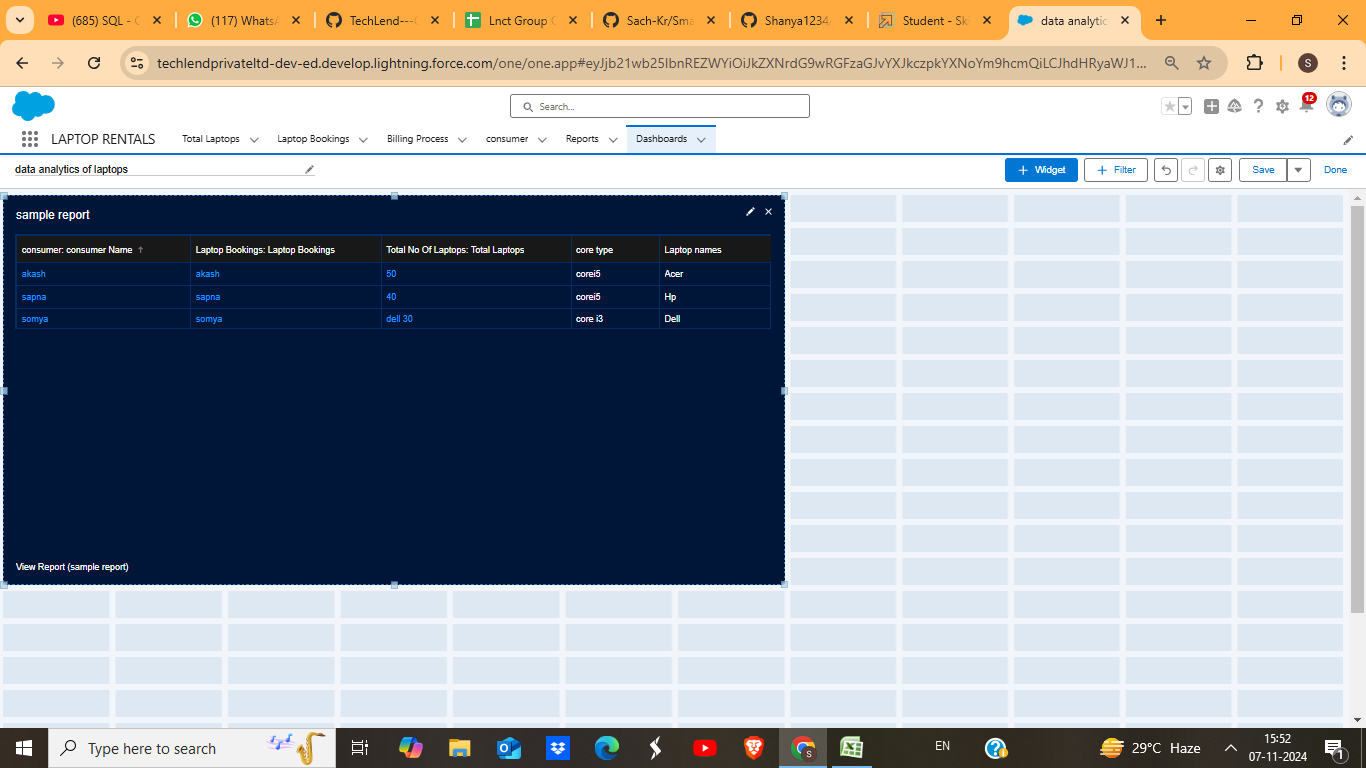 (685) SQL - C
(117) WhatsA
TechLend---C
Lnct Group C
Sach-Kr/Sma
Shanya1234/
Student - Sk
data analytic
techlendprivateltd-dev-ed.develop.lightning.force.com/one/one.app#eyJjb21wb25lbnREZWYiOiJkZXNrdG9wRGFzaGJvYXJkczpkYXNoYm9hcmQiLCJhdHRyaWJ1...
S
Search...
12
LAPTOP RENTALS
Total Laptops
Laptop Bookings
Billing Process
consumer
Reports
Dashboards
data analytics of laptops
+ Widget
+ Filter
Save
Done
sample report
consumer: consumer Name ↑ Laptop Bookings: Laptop Bookings Total No Of Laptops: Total Laptops core type Laptop names
akash akash 50 corei5 Acer
sapna sapna 40 corei5 Hp
somya somya dell 30 core i3 Dell
View Report (sample report)
Type here to search
EN
29°C Haze
15:52
07-11-2024
1